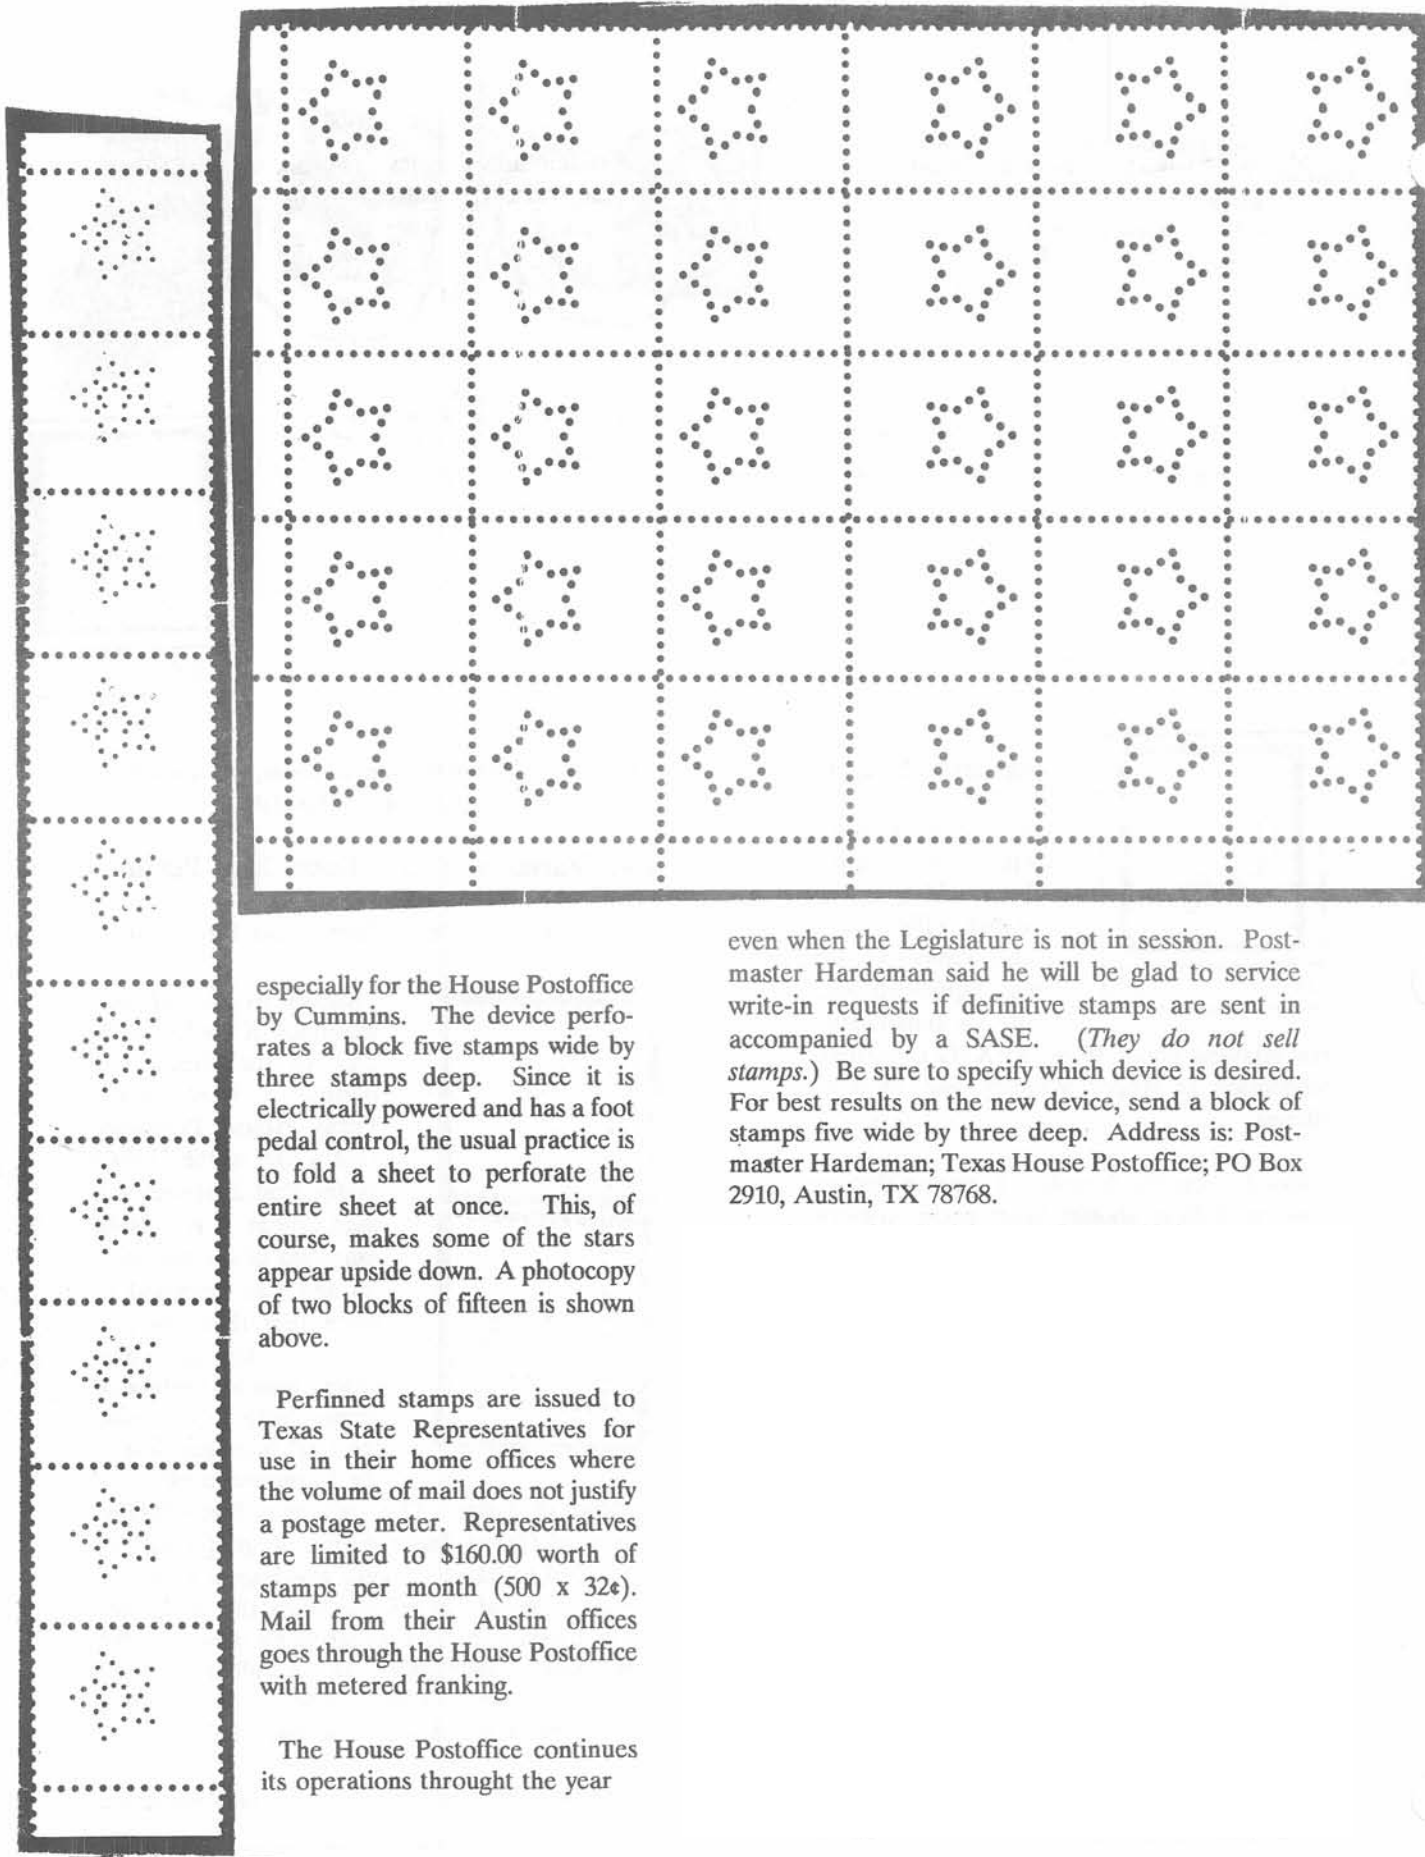 especially for the House Postoffice
by Cummins. The device perfo-
rates a block five stamps wide by
three stamps deep. Since it is
electrically powered and has a foot
pedal control, the usual practice is
to fold a sheet to perforate the
entire sheet at once. This, of
course, makes some of the stars
appear upside down. A photocopy
of two blocks of fifteen is shown
above.
Perfinned stamps are issued to
Texas State Representatives for
use in their home offices where
the volume of mail does not justify
a postage meter. Representatives
are limited to $160.00 worth of
stamps per month (500 x 32¢).
Mail from their Austin offices
goes through the House Postoffice
with metered franking.
The House Postoffice continues
its operations throught the year
even when the Legislature is not in session. Post-
master Hardeman said he will be glad to service
write-in requests if definitive stamps are sent in
accompanied by a SASE. (They do not sell
stamps.) Be sure to specify which device is desired.
For best results on the new device, send a block of
stamps five wide by three deep. Address is: Post-
master Hardeman; Texas House Postoffice; PO Box
2910, Austin, TX 78768.